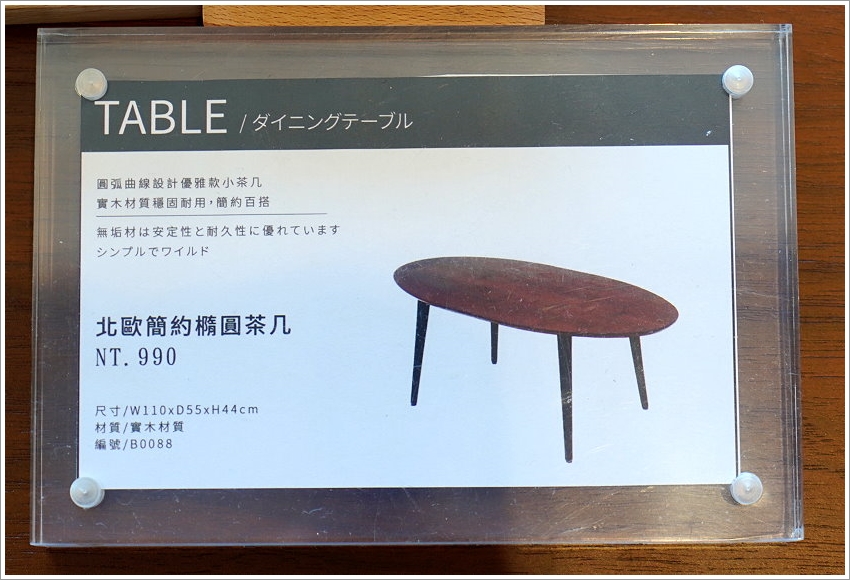 TABLE /ダイニングテーブル
圓弧曲線設計優雅款小茶几
實木材質穩固耐用，簡約百搭
無垢材は安定性と耐久性に優れています
シンプルでワイルド
北歐簡約橢圓茶几
NT. 990
尺寸/W110xD55xH44cm
材質/實木材質
編號/B0088